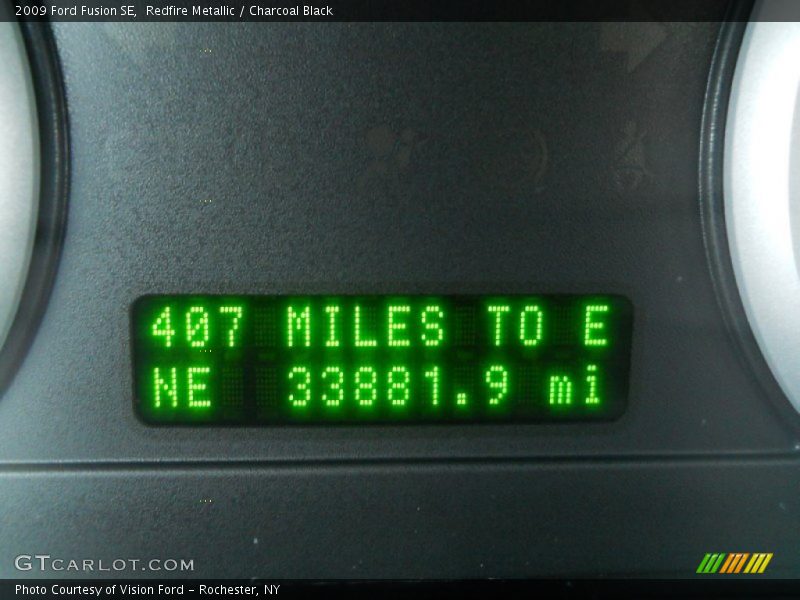 2009 Ford Fusion SE,  Redfire Metallic / Charcoal Black
407 MILES TO E
NE 33881.9 mi
GTCARLOT.COM
Photo Courtesy of Vision Ford - Rochester, NY